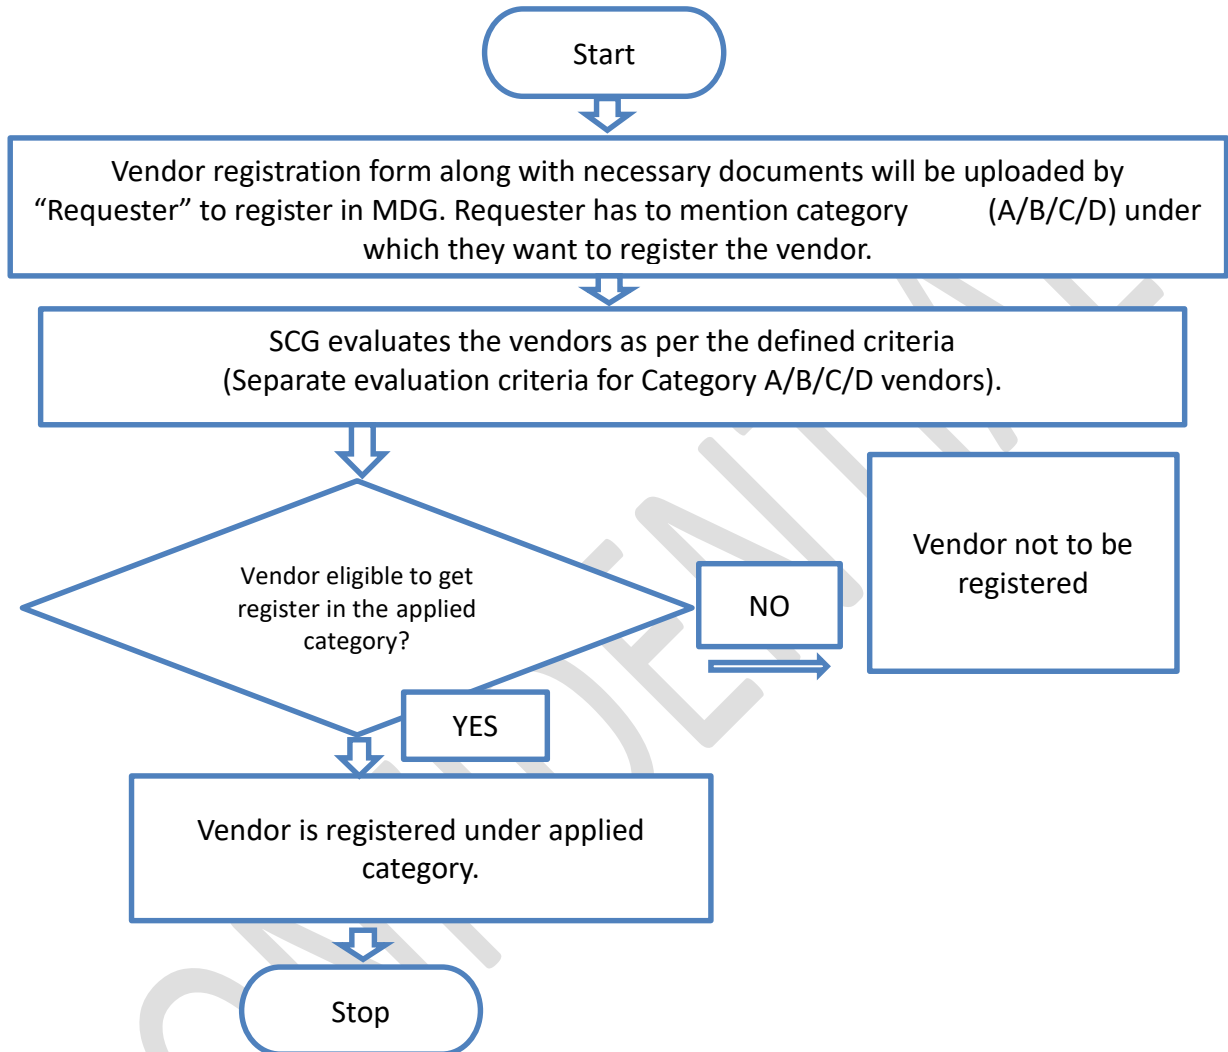 Start
Vendor registration form along with necessary documents will be uploaded by
“Requester” to register in MDG. Requester has to mention category (A/B/C/D) under
which they want to register the vendor.
SCG evaluates the vendors as per the defined criteria
(Separate evaluation criteria for Category A/B/C/D vendors).
Vendor eligible to get
register in the applied
category?
NO
Vendor not to be
registered
YES
Vendor is registered under applied
category.
Stop